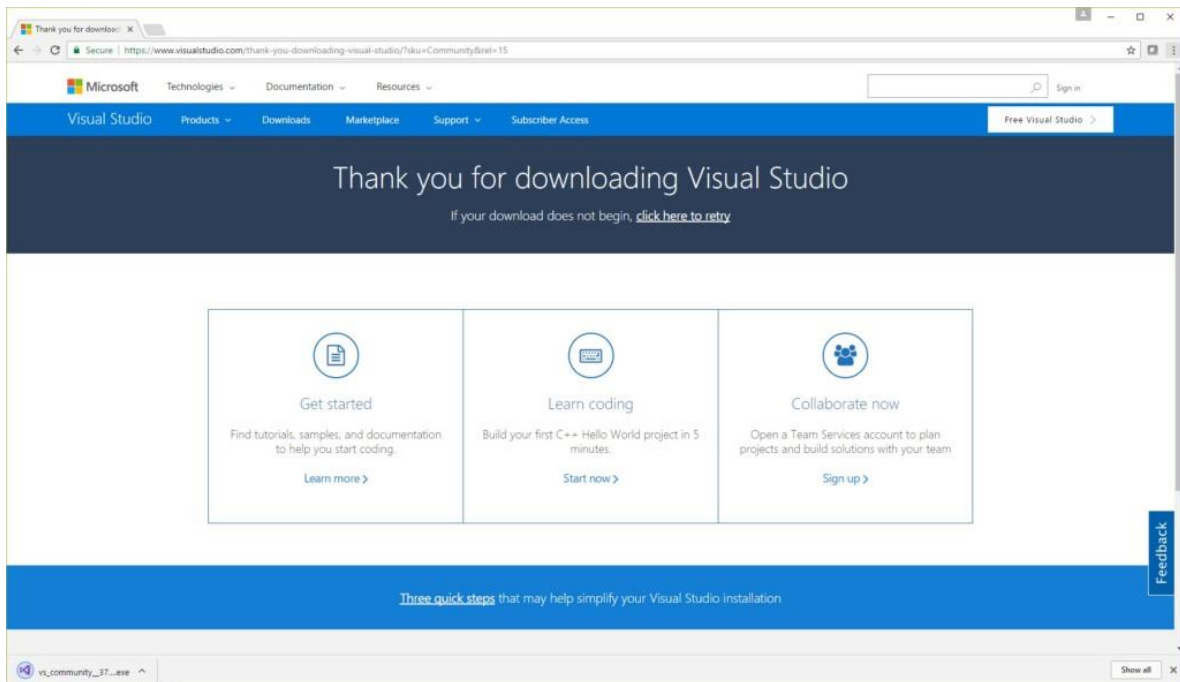 Thank you for downloac
Secure | https://www.visualstudio.com/thank-you-downloading-visual-studio/?sku=Community&rel=15
Microsoft Technologies Documentation Resources Sign in
Visual Studio Products Downloads Marketplace Support Subscriber Access Free Visual Studio
Thank you for downloading Visual Studio
If your download does not begin, click here to retry
Get started
Find tutorials, samples, and documentation
to help you start coding.
Learn more
Learn coding
Build your first C++ Hello World project in 5
minutes.
Start now
Collaborate now
Open a Team Services account to plan
projects and build solutions with your team
Sign up
Feedback
Three quick steps that may help simplify your Visual Studio installation
vs_community__37...exe Show all